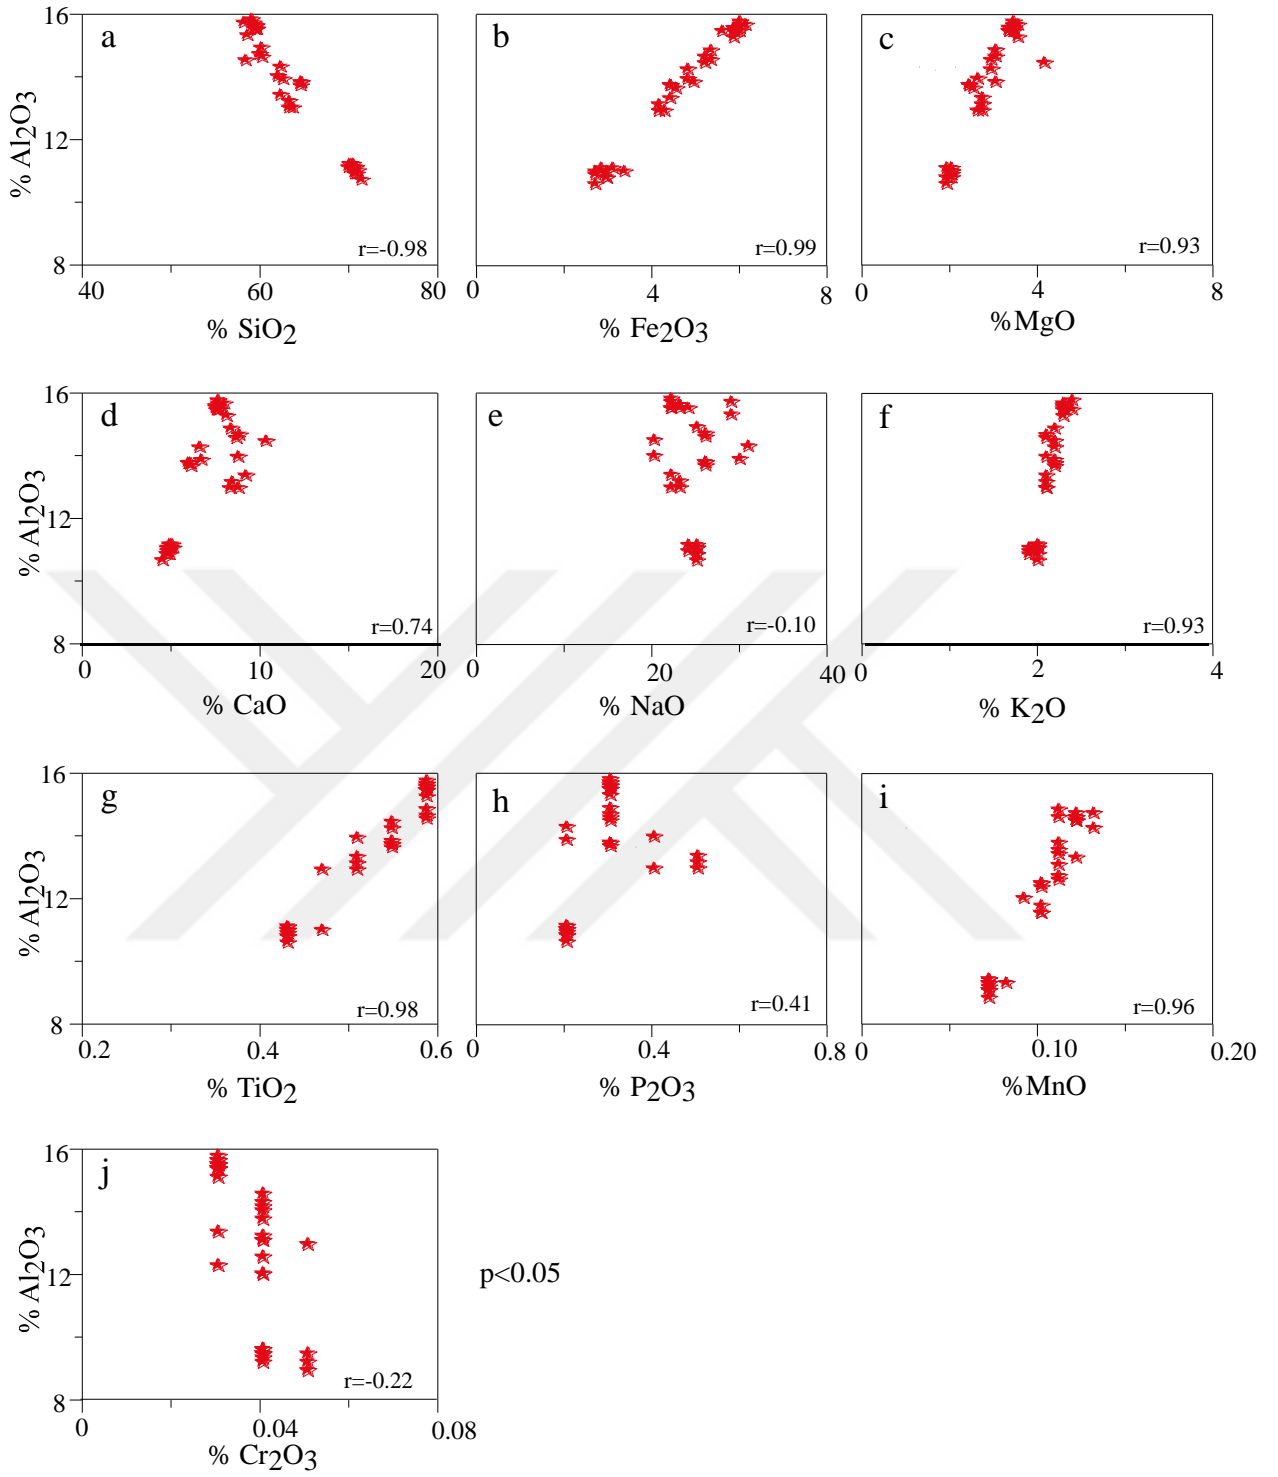 a
16
12
8
% Al2O3
r=-0.98
40
60
80
% SiO2
b
r=0.99
0
4
8
% Fe2O3
c
r=0.93
0
4
8
%MgO
d
16
12
8
% Al2O3
r=0.74
0
10
20
% CaO
e
r=-0.10
0
20
40
% NaO
f
r=0.93
0
2
4
% K2O
g
16
12
8
% Al2O3
r=0.98
0.2
0.4
0.6
% TiO2
h
r=0.41
0
0.4
0.8
% P2O3
i
r=0.96
0
0.10
0.20
%MnO
j
16
12
8
% Al2O3
r=-0.22
0
0.04
0.08
% Cr2O3
p<0.05